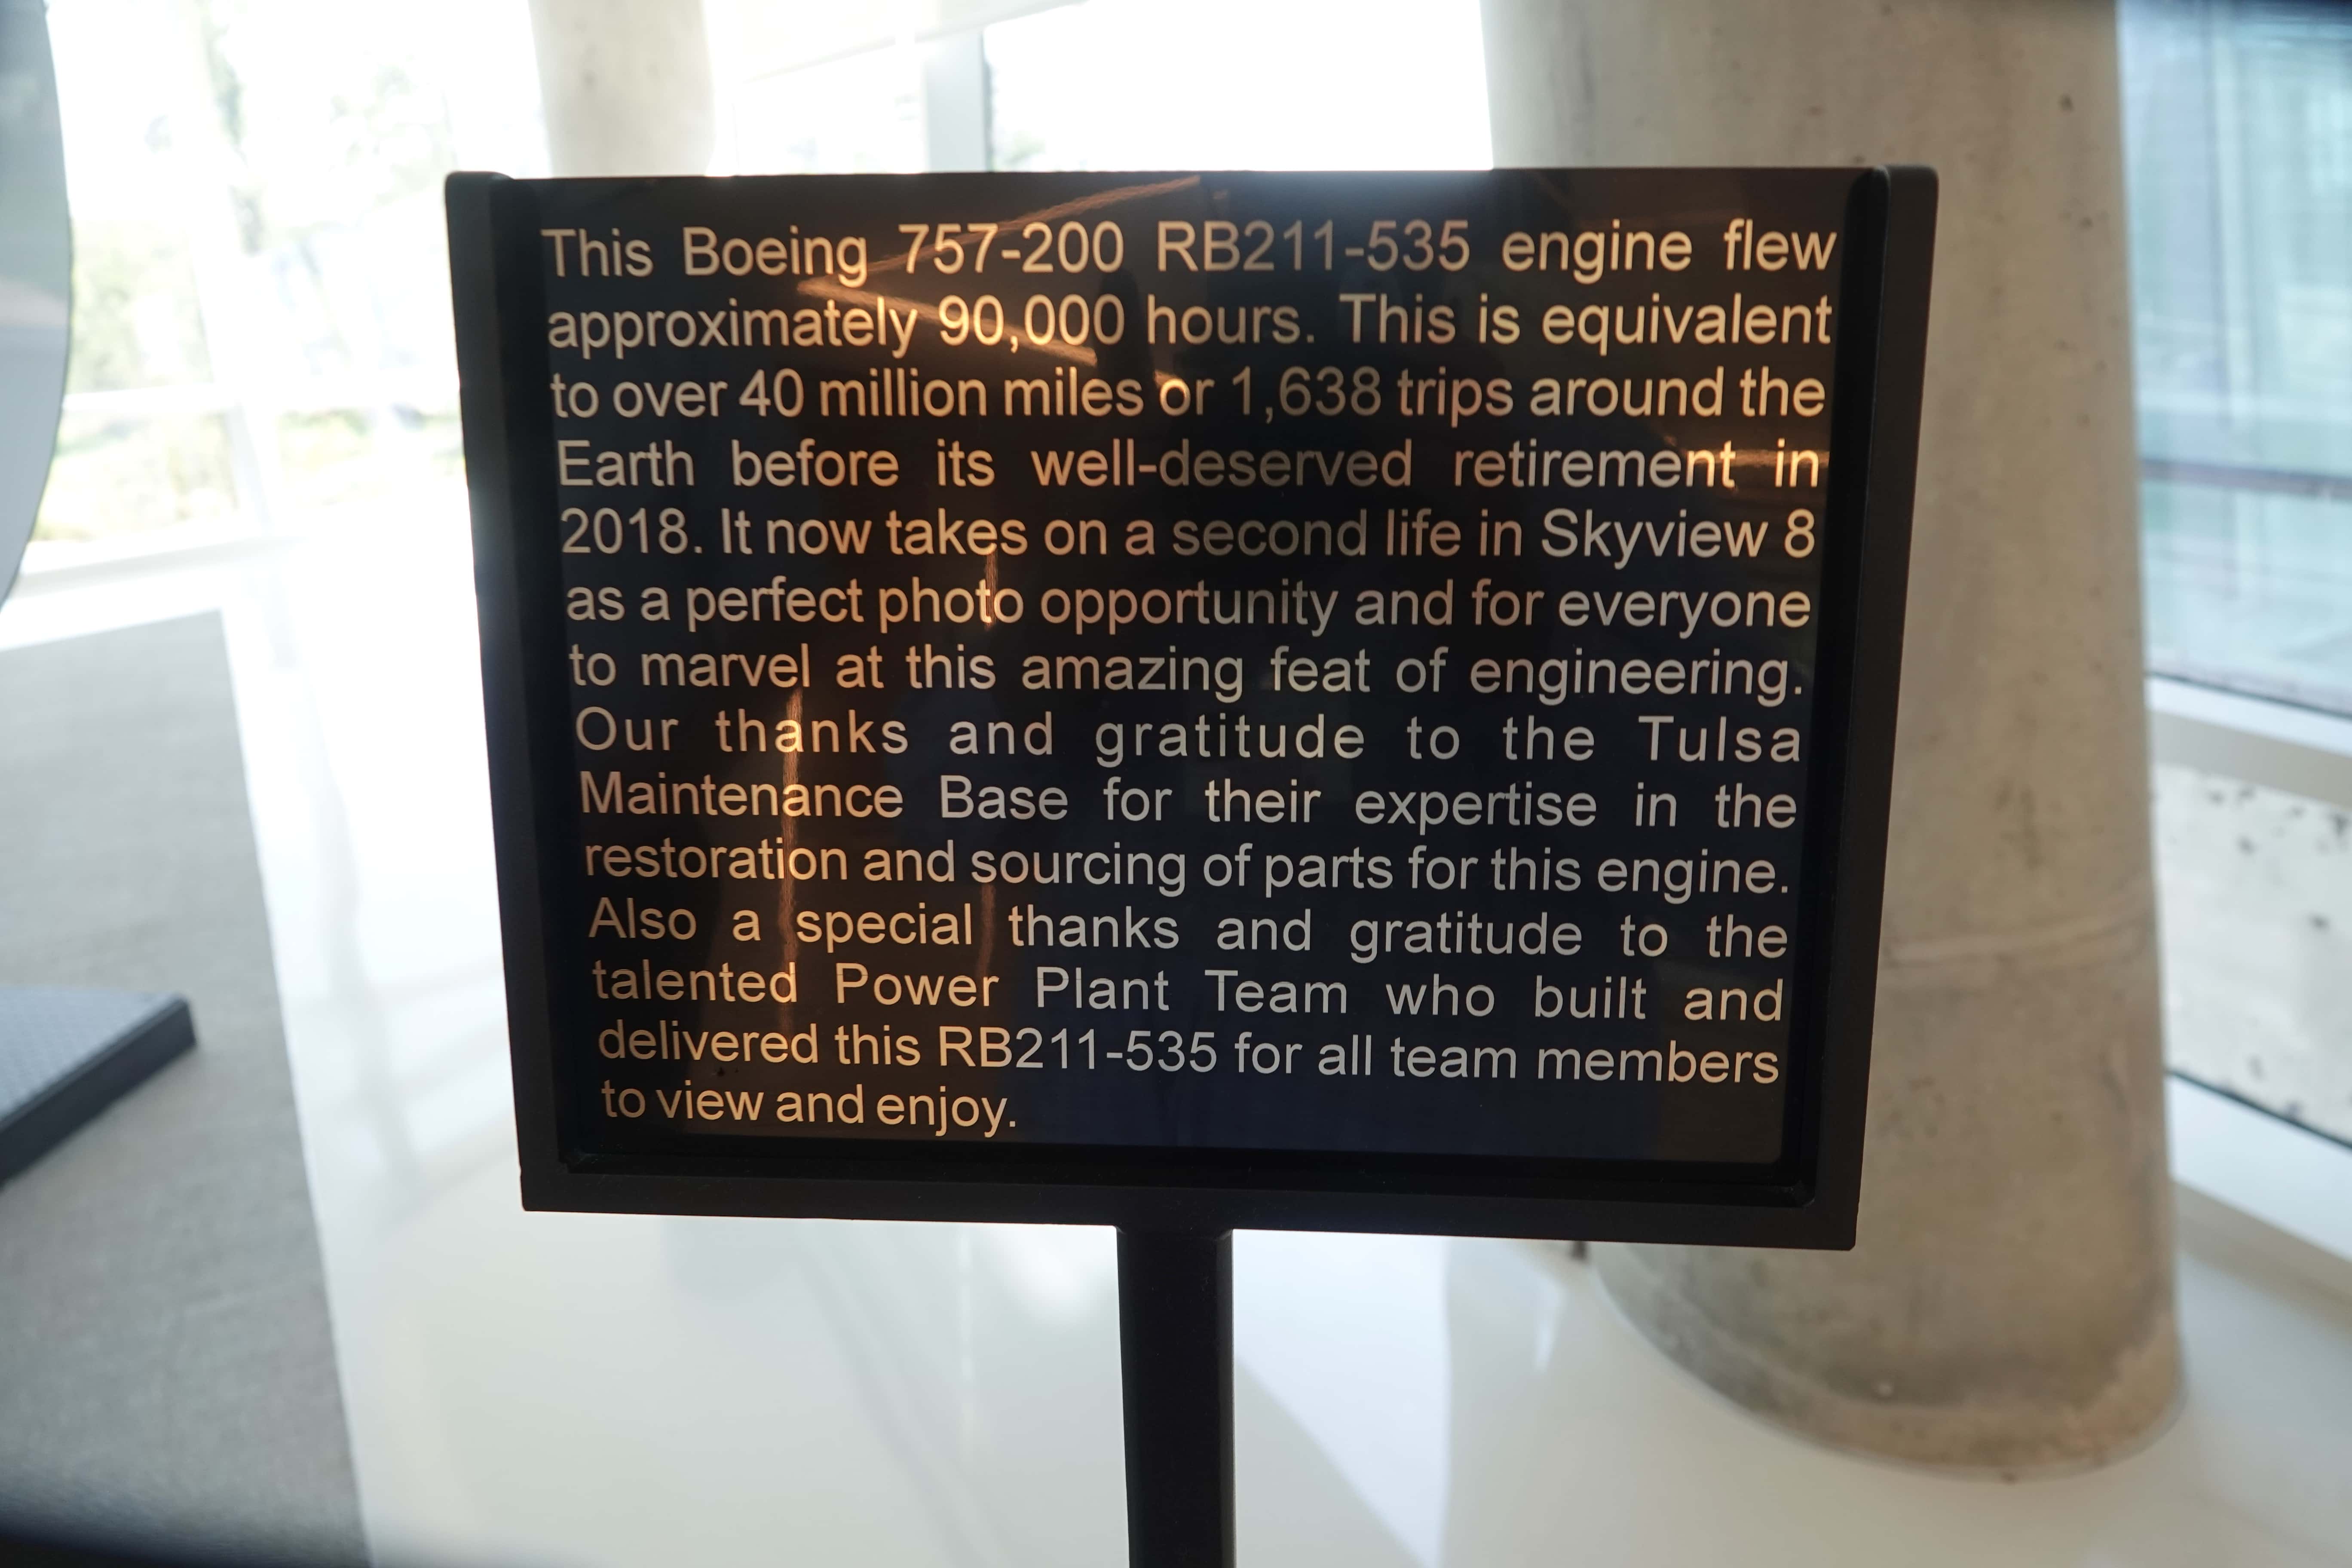 This Boeing 757-200 RB211-535 engine flew
approximately 90,000 hours. This is equivalent
to over 40 million miles or 1,638 trips around the
Earth before its well-deserved retirement in
2018. It now takes on a second life in Skyview 8
as a perfect photo opportunity and for everyone
to marvel at this amazing feat of engineering.
Our thanks and gratitude to the Tulsa
Maintenance Base for their expertise in the
restoration and sourcing of parts for this engine.
Also a special thanks and gratitude to the
talented Power Plant Team who built and
delivered this RB211-535 for all team members
to view and enjoy.